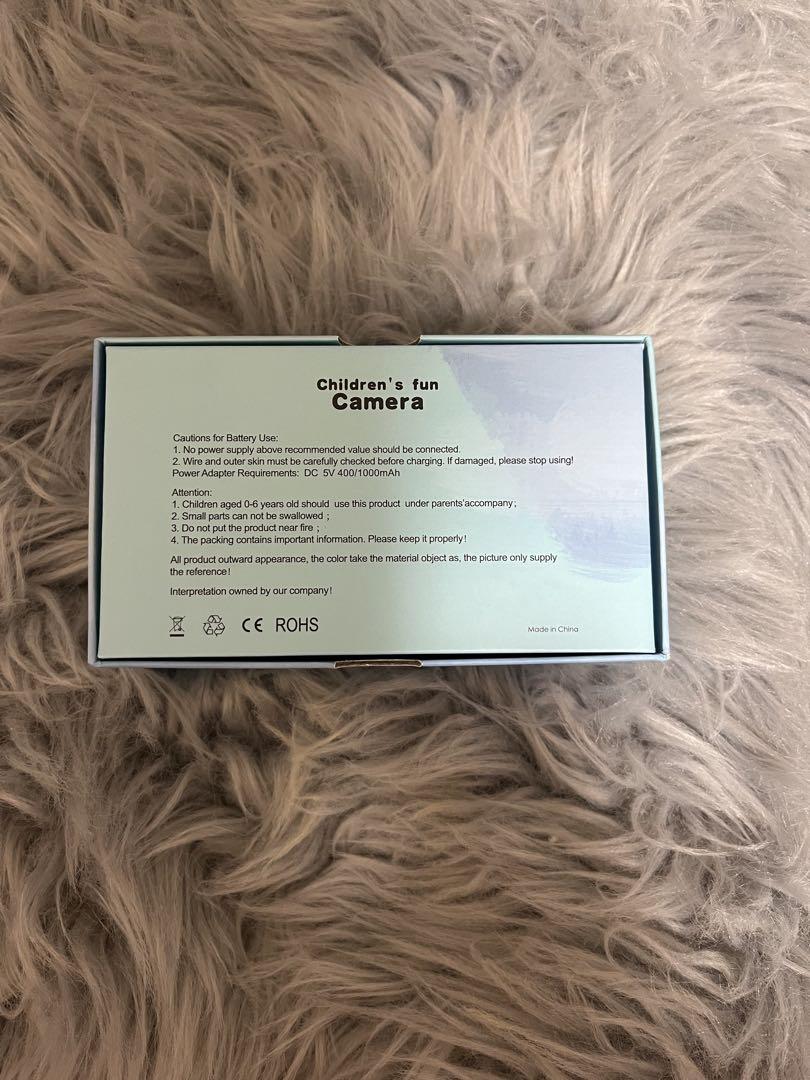 Children's fun
Camera
Cautions for Battery Use:
1. No power supply above recommended value should be connected.
2. Wire and outer skin must be carefully checked before charging. If damaged, please stop using!
Power Adapter Requirements: DC 5V 400/1000mAh
Attention:
1. Children aged 0-6 years old should use this product under parents'accompany;
2. Small parts can not be swallowed ;
3. Do not put the product near fire ;
4. The packing contains important information. Please keep it properly!
All product outward appearance, the color take the material object as, the picture only supply
the reference!
Interpretation owned by our company!
CE ROHS
Made in China